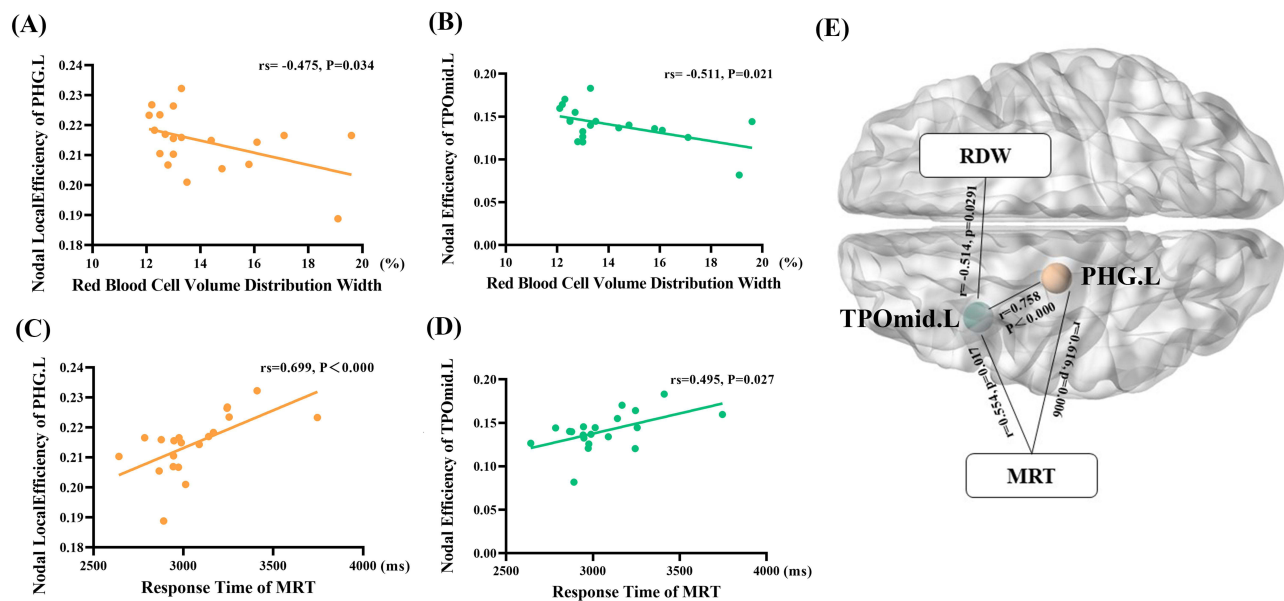 (A)
Nodal LocalEfficiency of PHG.L
rs= -0.475, P=0.034
0.24
0.23
0.22
0.21
0.20
0.19
0.18
10 12 14 16 18 20 (%)
Red Blood Cell Volume Distribution Width
(B)
Nodal Efficiency of TPOmid.L
rs= -0.511, P=0.021
0.20
0.15
0.10
0.05
0.00
10 12 14 16 18 20 (%)
Red Blood Cell Volume Distribution Width
(C)
Nodal LocalEfficiency of PHG.L
rs=0.699, P<0.000
0.24
0.23
0.22
0.21
0.20
0.19
0.18
2500 3000 3500 4000 (ms)
Response Time of MRT
(D)
Nodal Efficiency of TPOmid.L
rs=0.495, P=0.027
0.20
0.15
0.10
0.05
0.00
2500 3000 3500 4000 (ms)
Response Time of MRT
(E)
RDW
r= -0.514, p=0.0291
PHG.L
TPOmid.L
r=0.758
P<0.000
r=0.554, p=0.017
r=0.616, p=0.006
MRT